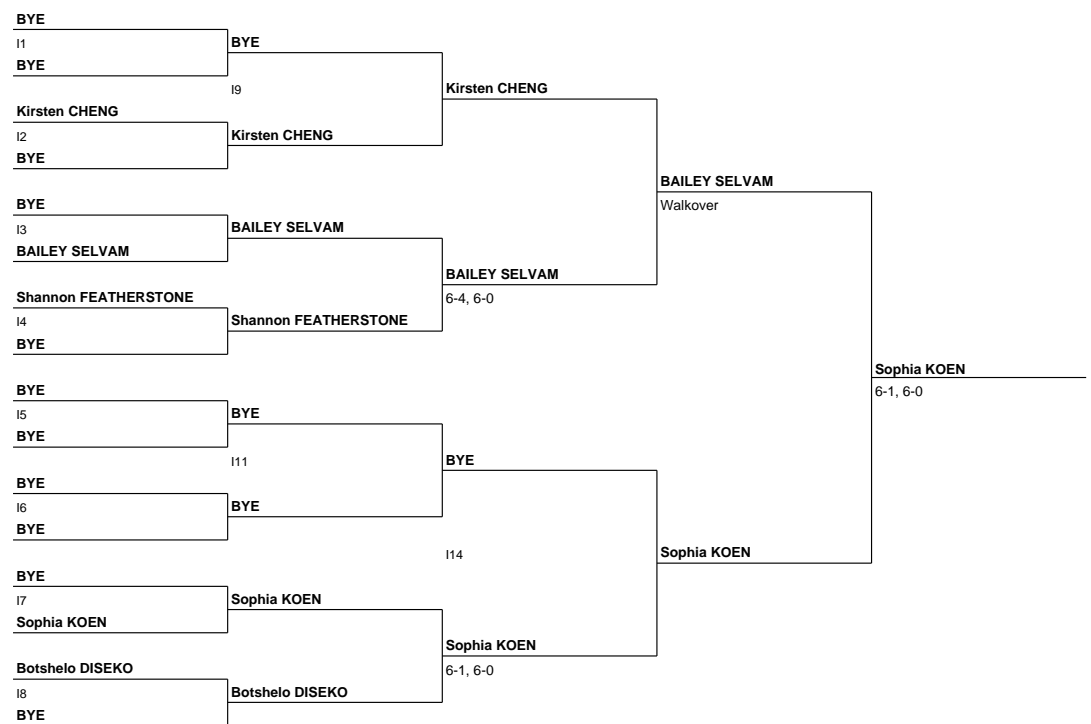 BYE
I1
BYE
BYE
I9
Kirsten CHENG
Kirsten CHENG
I2
Kirsten CHENG
BYE
BAILEY SELVAM
Walkover
BYE
I3
BAILEY SELVAM
BAILEY SELVAM
BAILEY SELVAM
6-4, 6-0
Shannon FEATHERSTONE
I4
Shannon FEATHERSTONE
BYE
Sophia KOEN
6-1, 6-0
BYE
I5
BYE
BYE
I11
BYE
BYE
I6
BYE
BYE
I14
Sophia KOEN
BYE
I7
Sophia KOEN
Sophia KOEN
Sophia KOEN
6-1, 6-0
Botshelo DISEKO
I8
Botshelo DISEKO
BYE